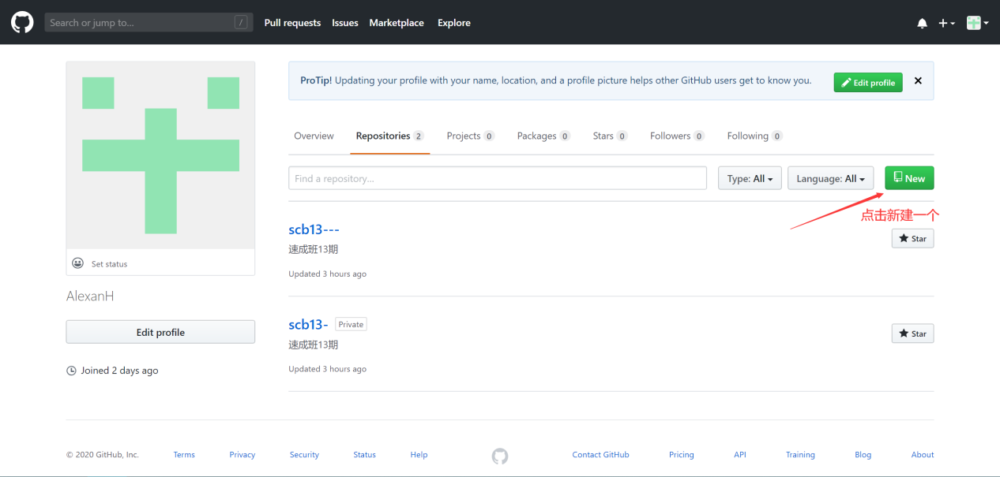 Search or jump to... /
Pull requests Issues Marketplace Explore
ProTip! Updating your profile with your name, location, and a profile picture helps other GitHub users get to know you.
Edit profile
Overview Repositories 2 Projects 0 Packages 0 Stars 0 Followers 0 Following 0
Find a repository...
Type: All
Language: All
New
点击新建一个
scb13---
速成班13期
Updated 3 hours ago
Star
scb13- Private
速成班13期
Updated 3 hours ago
Star
Set status
AlexanH
Edit profile
Joined 2 days ago
© 2020 GitHub, Inc. Terms Privacy Security Status Help Contact GitHub Pricing API Training Blog About